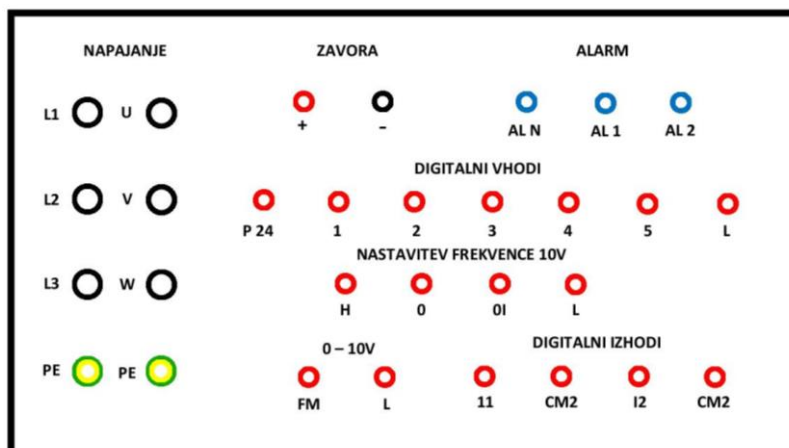 NAPAJANJE
L1 U
L2 V
L3 W
PE PE
ZAVORA
+ -
ALARM
AL N AL 1 AL 2
DIGITALNI VHODI
P 24 1 2 3 4 5 L
NASTAVITEV FREKVENCE 10V
H 0 0I L
0 – 10V
FM L
DIGITALNI IZHODI
11 CM2 I2 CM2